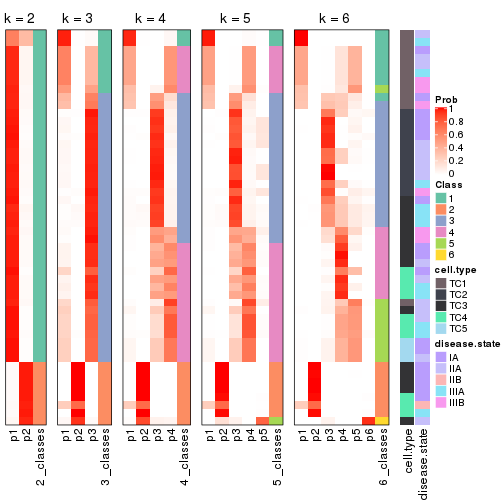 k = 2
k = 3
k = 4
k = 5
k = 6
p1
p2
2_classes
p1
p2
p3
3_classes
p1
p2
p3
p4
4_classes
p1
p2
p3
p4
p5
5_classes
p1
p2
p3
p4
p5
p6
6_classes
cell.type
disease.state
Prob
1
0.8
0.6
0.4
0.2
0
Class
1
2
3
4
5
6
cell.type
TC1
TC2
TC3
TC4
TC5
disease.state
IA
IIA
IIB
IIIA
IIIB